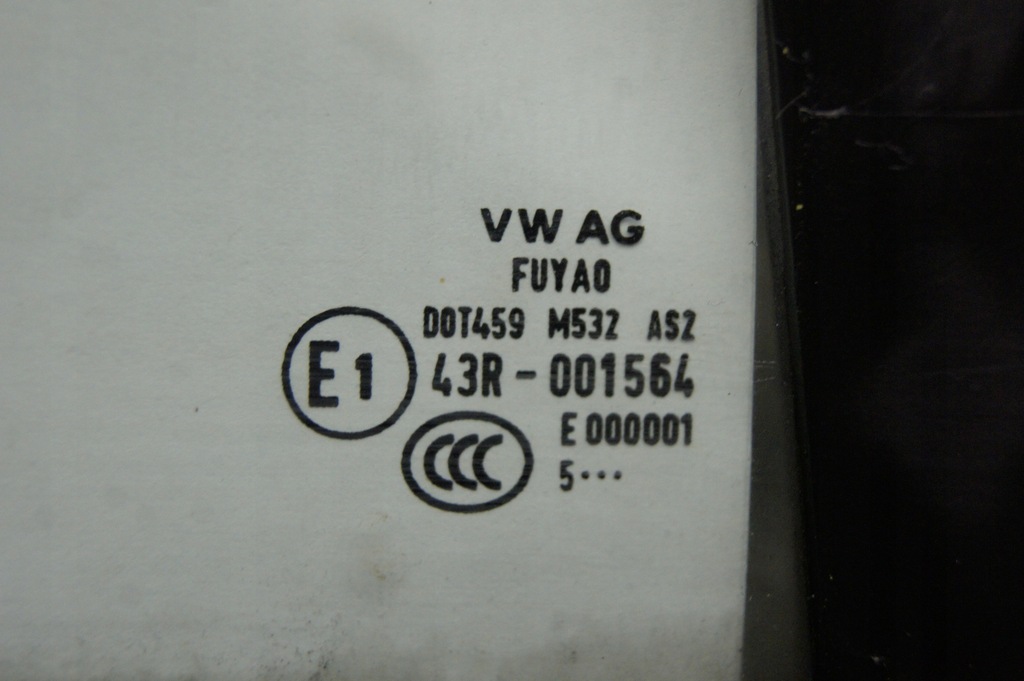 VW AG
FUYAO
DOT459 M532 AS2
E1 43R-001564
CCC E 000001
5···